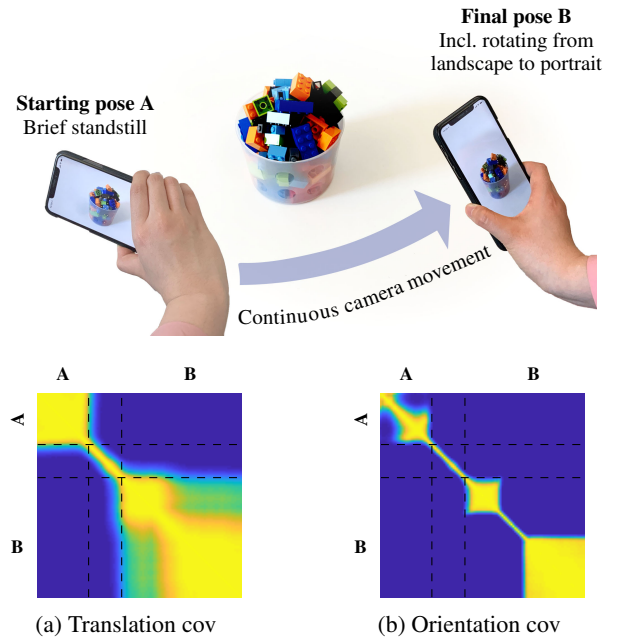 Final pose B
Incl. rotating from
landscape to portrait
Starting pose A
Brief standstill
Continuous camera movement
A B
A
B
A B
A
B
(a) Translation cov
(b) Orientation cov